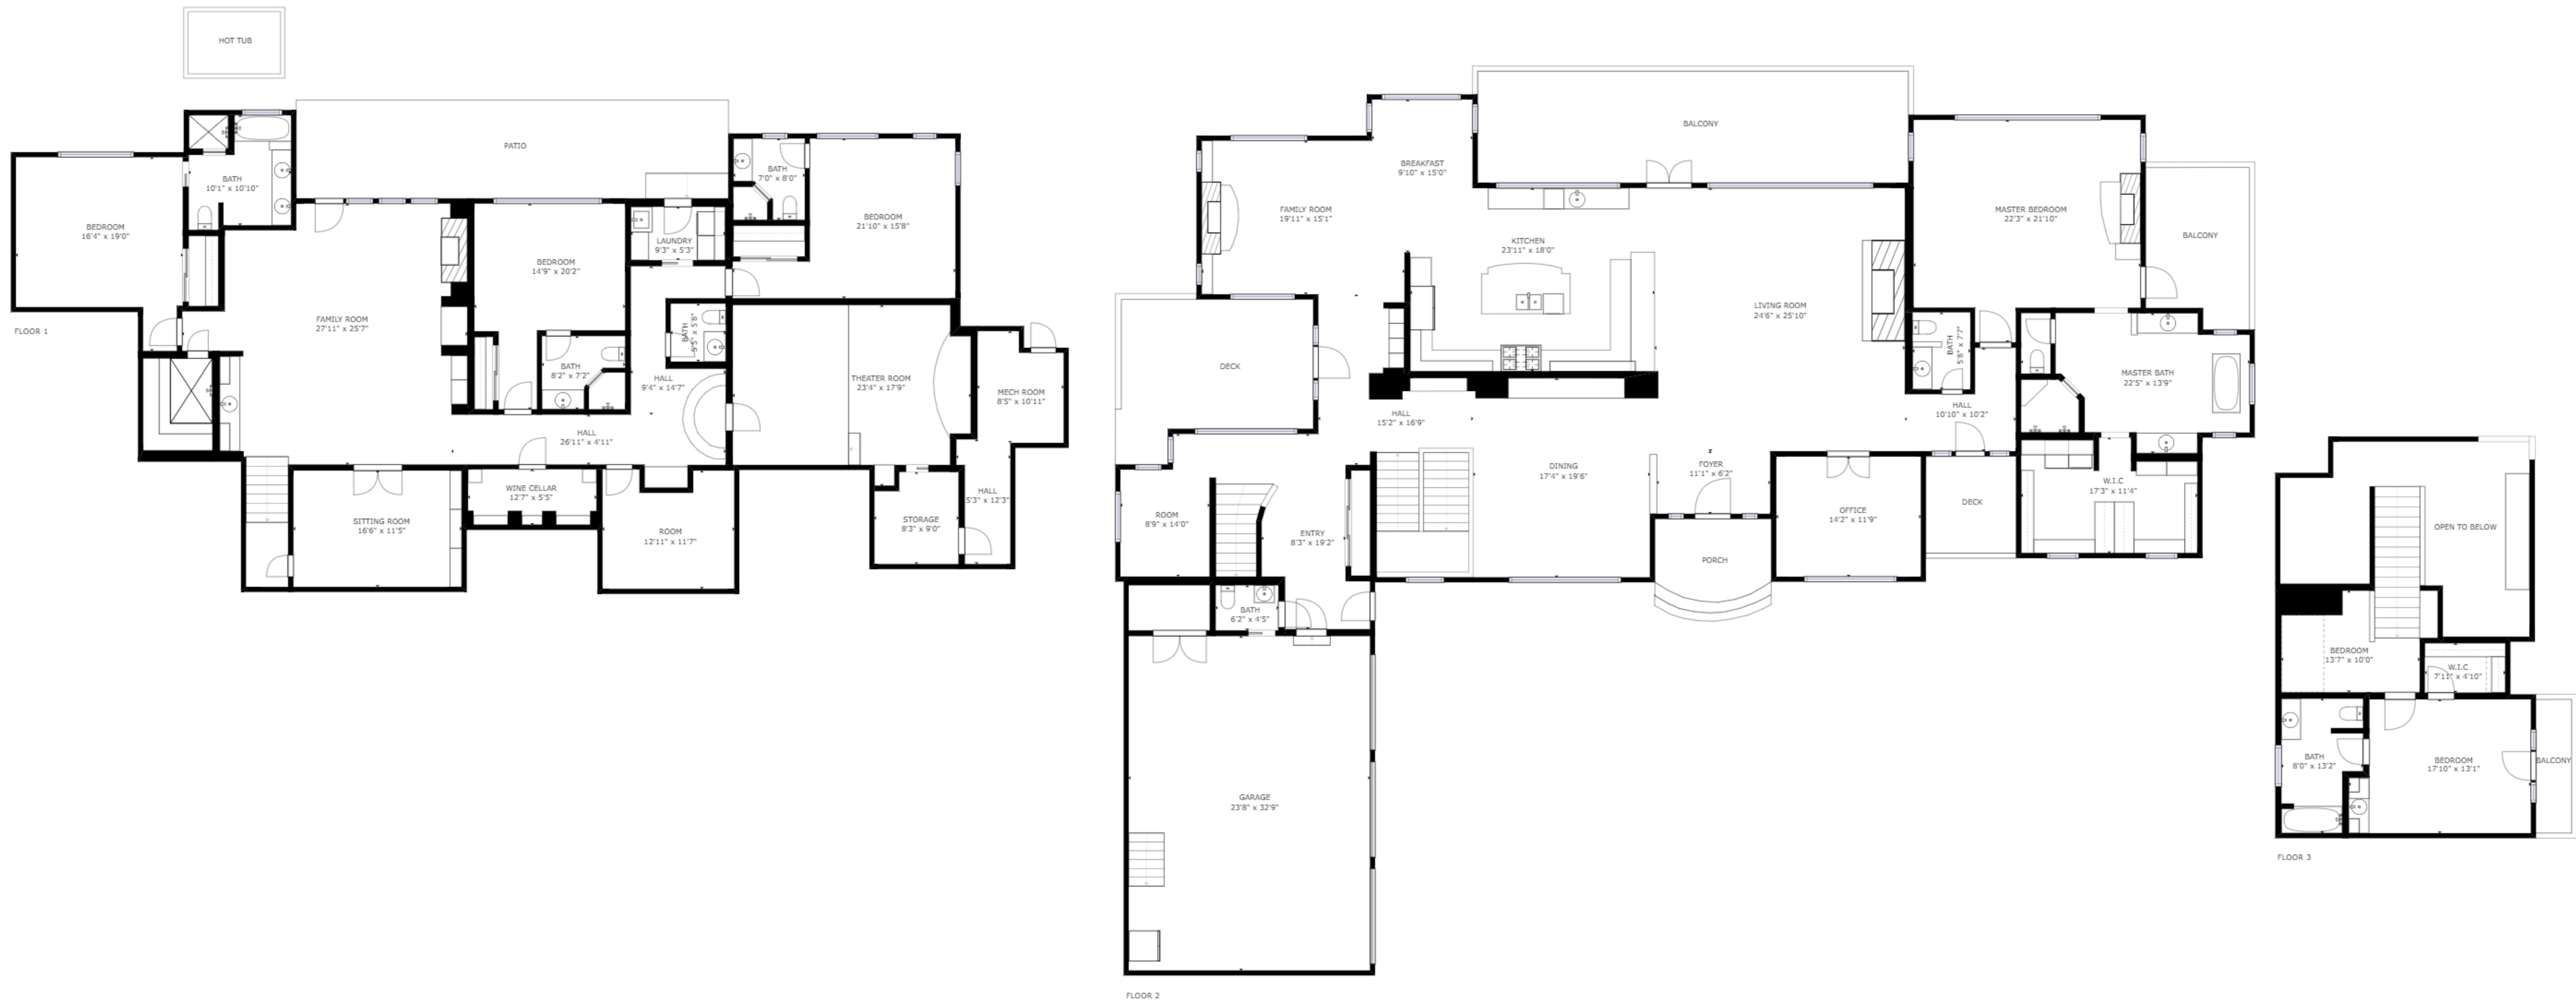 HOT TUB
PATIO
BATH
10'1" x 10'10"
BEDROOM
16'4" x 19'0"
BATH
7'0" x 8'0"
BEDROOM
21'10" x 15'8"
LAUNDRY
9'3" x 5'3"
BEDROOM
14'9" x 20'2"
FAMILY ROOM
27'11" x 25'7"
FLOOR 1
BATH
5'5" x 5'8"
BATH
8'2" x 7'2"
HALL
9'4" x 14'7"
THEATER ROOM
23'4" x 17'9"
MECH ROOM
8'5" x 10'11"
HALL
26'11" x 4'11"
WINE CELLAR
12'7" x 5'5"
SITTING ROOM
16'6" x 11'5"
ROOM
12'11" x 11'7"
STORAGE
8'3" x 9'0"
HALL
5'3" x 12'3"
BALCONY
BREAKFAST
9'10" x 15'0"
FAMILY ROOM
19'11" x 15'1"
KITCHEN
23'11" x 18'0"
LIVING ROOM
24'6" x 25'10"
MASTER BEDROOM
22'3" x 21'10"
BALCONY
DECK
BATH
5'8" x 7'7"
MASTER BATH
22'5" x 13'9"
HALL
15'2" x 16'9"
HALL
10'10" x 10'2"
DINING
17'4" x 19'6"
FOYER
11'1" x 6'2"
W.I.C
17'3" x 11'4"
DECK
OFFICE
14'2" x 11'9"
ROOM
8'9" x 14'0"
ENTRY
8'3" x 19'2"
PORCH
BATH
6'2" x 4'5"
GARAGE
23'8" x 32'9"
FLOOR 2
OPEN TO BELOW
BEDROOM
13'7" x 10'0"
W.I.C
7'11" x 4'10"
BATH
8'0" x 13'2"
BEDROOM
17'10" x 13'1"
BALCONY
FLOOR 3